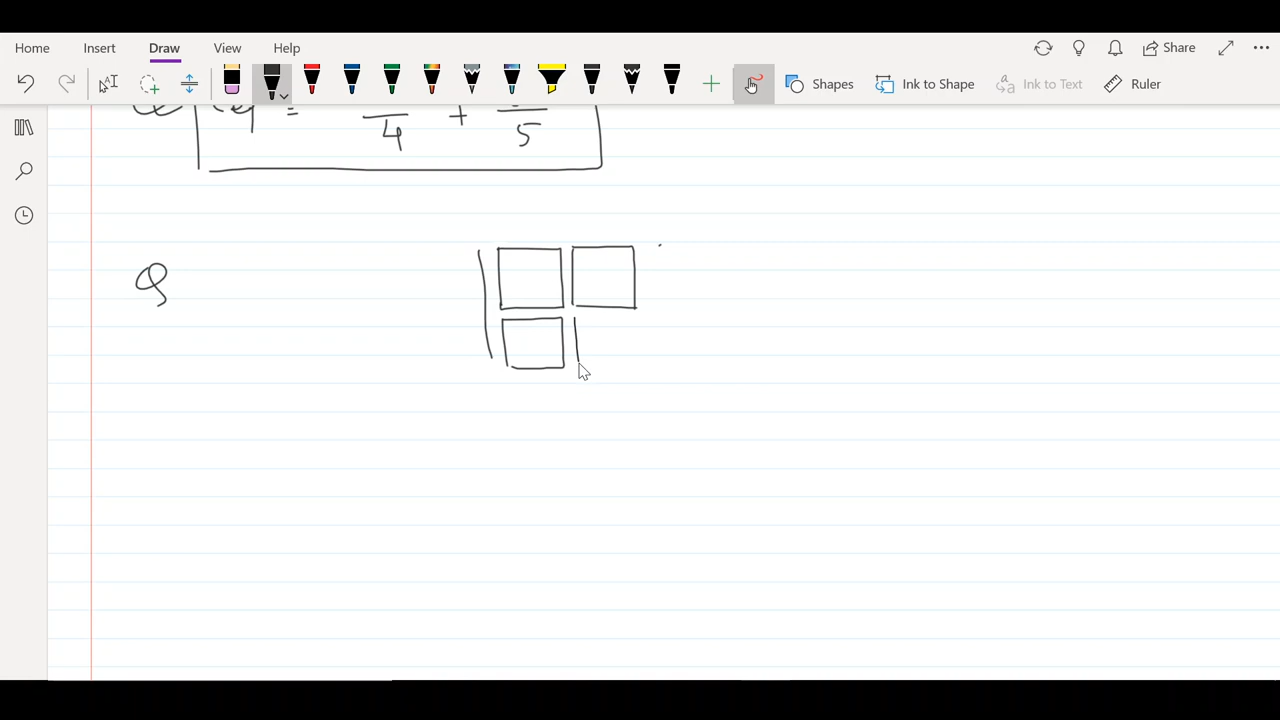 Home Insert Draw View Help Share
Shapes Ink to Shape Ink to Text Ruler
4 + 5
Q